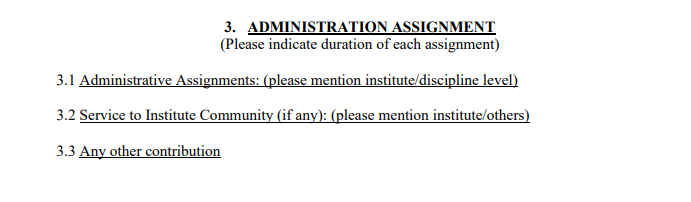 3. ADMINISTRATION ASSIGNMENT
(Please indicate duration of each assignment)
3.1 Administrative Assignments: (please mention institute/discipline level)
3.2 Service to Institute Community (if any): (please mention institute/others)
3.3 Any other contribution